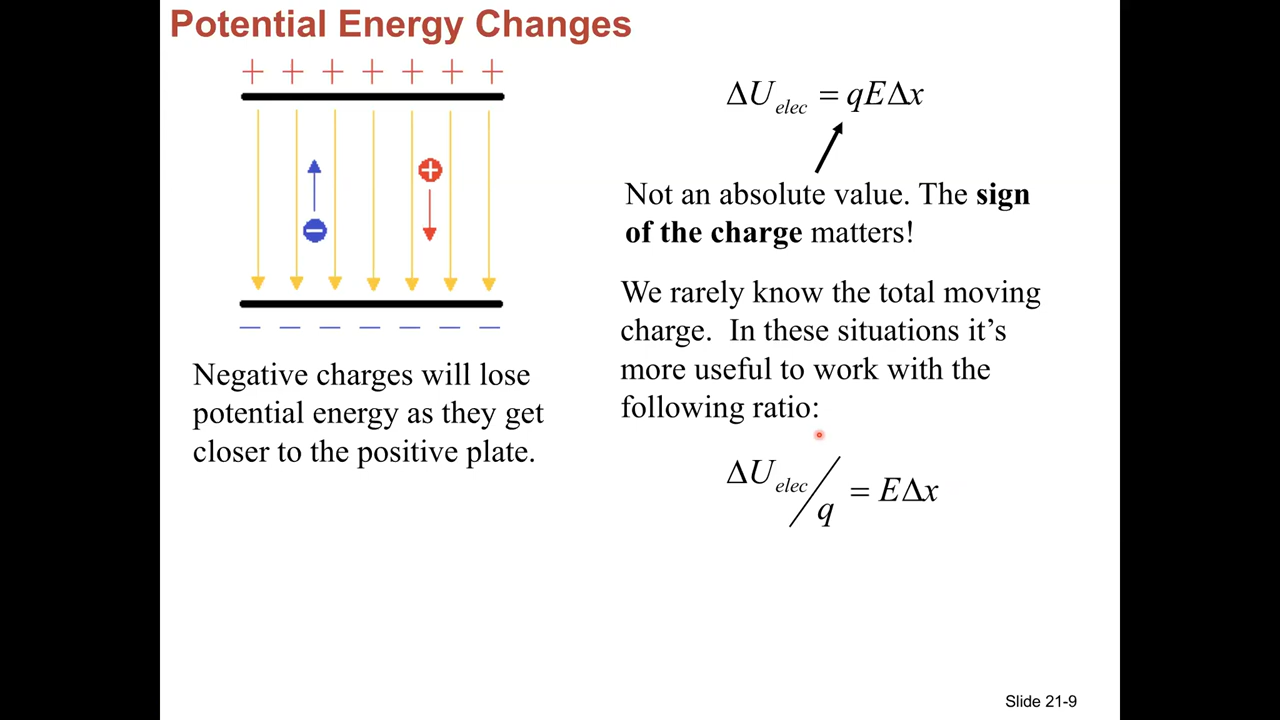 Potential Energy Changes
+ + + + + + +
− +
− − − − − − −
Negative charges will lose
potential energy as they get
closer to the positive plate.
ΔU_elec = qEΔx
Not an absolute value. The sign
of the charge matters!
We rarely know the total moving
charge.  In these situations it’s
more useful to work with the
following ratio:
ΔU_elec/q = EΔx
Slide 21-9